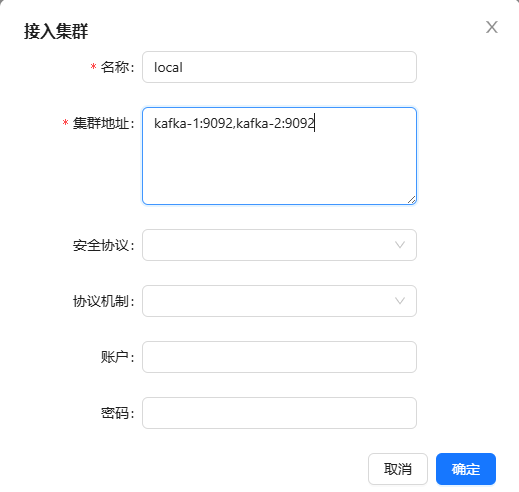 接入集群
* 名称: local
* 集群地址: kafka-1:9092,kafka-2:9092
安全协议:
协议机制:
账户:
密码:
取消 确定